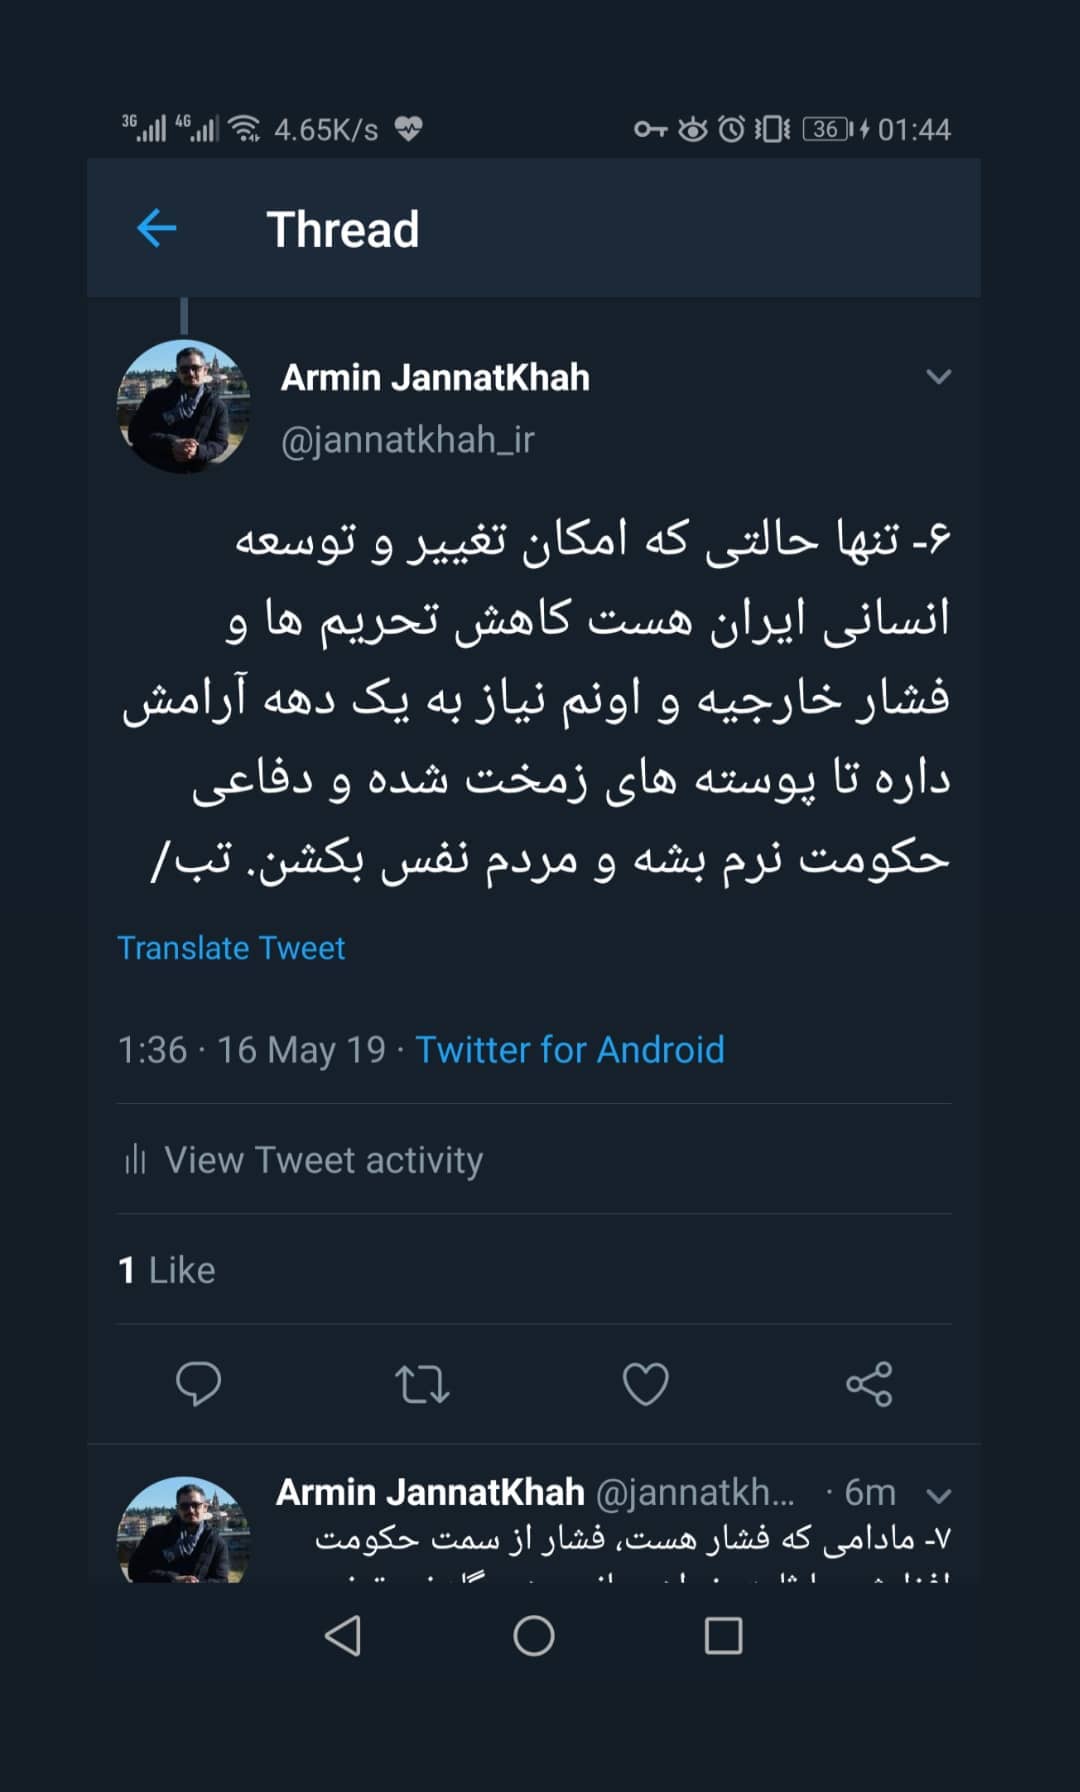 3G 4G 4.65K/s 36 01:44
Thread
Armin JannatKhah
@jannatkhah_ir
۶- تنها حالتی که امکان تغییر و توسعه
انسانی ایران هست کاهش تحریم ها و
فشار خارجیه و اونم نیاز به یک دهه آرامش
داره تا پوسته های زمخت شده و دفاعی
حکومت نرم بشه و مردم نفس بکشن. تب/
Translate Tweet
1:36 · 16 May 19 · Twitter for Android
View Tweet activity
1 Like
Armin JannatKhah @jannatkh... · 6m
۷- مادامی که فشار هست، فشار از سمت حکومت